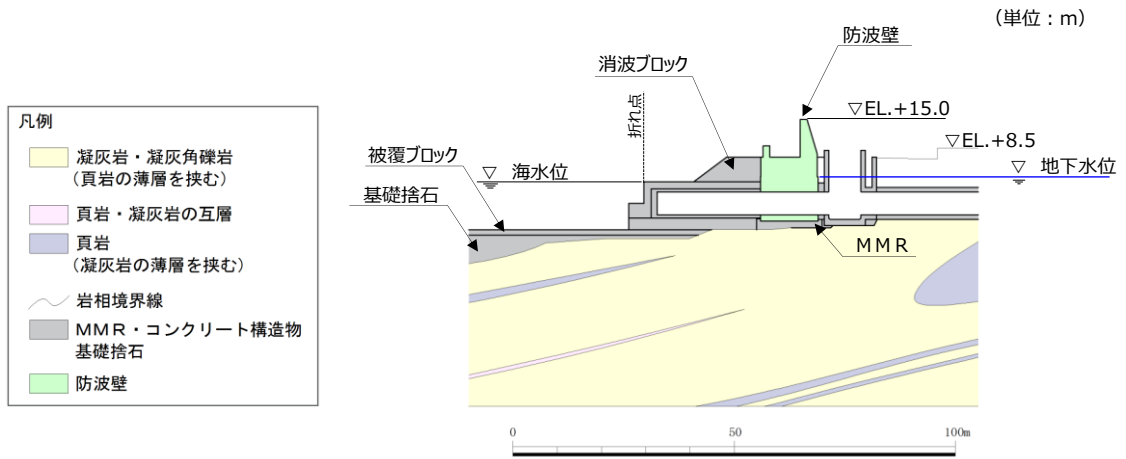 （単位：m）
防波壁
消波ブロック
折れ点
▽EL.+15.0
▽EL.+8.5
被覆ブロック
▽ 海水位
▽ 地下水位
基礎捨石
ＭＭＲ
凡例
凝灰岩・凝灰角礫岩
（頁岩の薄層を挟む）
頁岩・凝灰岩の互層
頁岩
（凝灰岩の薄層を挟む）
岩相境界線
ＭＭＲ・コンクリート構造物
基礎捨石
防波壁
0 50 100m